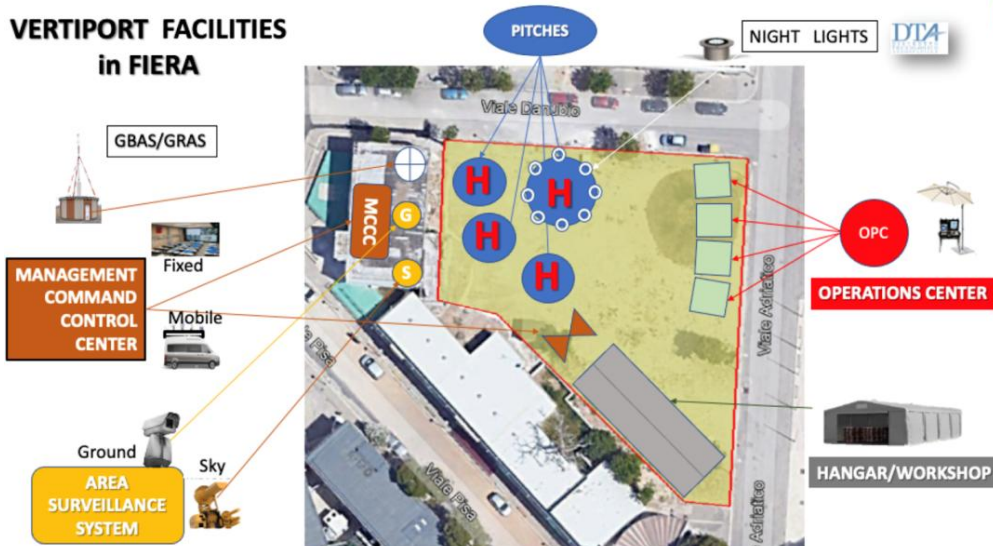 VERTIPORT FACILITIES
in FIERA
PITCHES
NIGHT LIGHTS
DTA
GBAS/GRAS
Viale Danubio
H
H
H
H
MCCC
G
S
OPC
OPERATIONS CENTER
Fixed
MANAGEMENT
COMMAND
CONTROL
CENTER
Mobile
Viale Adriatico
Pisa
Viale Pisa
Adriatico
HANGAR/WORKSHOP
Ground
Sky
AREA
SURVEILLANCE
SYSTEM